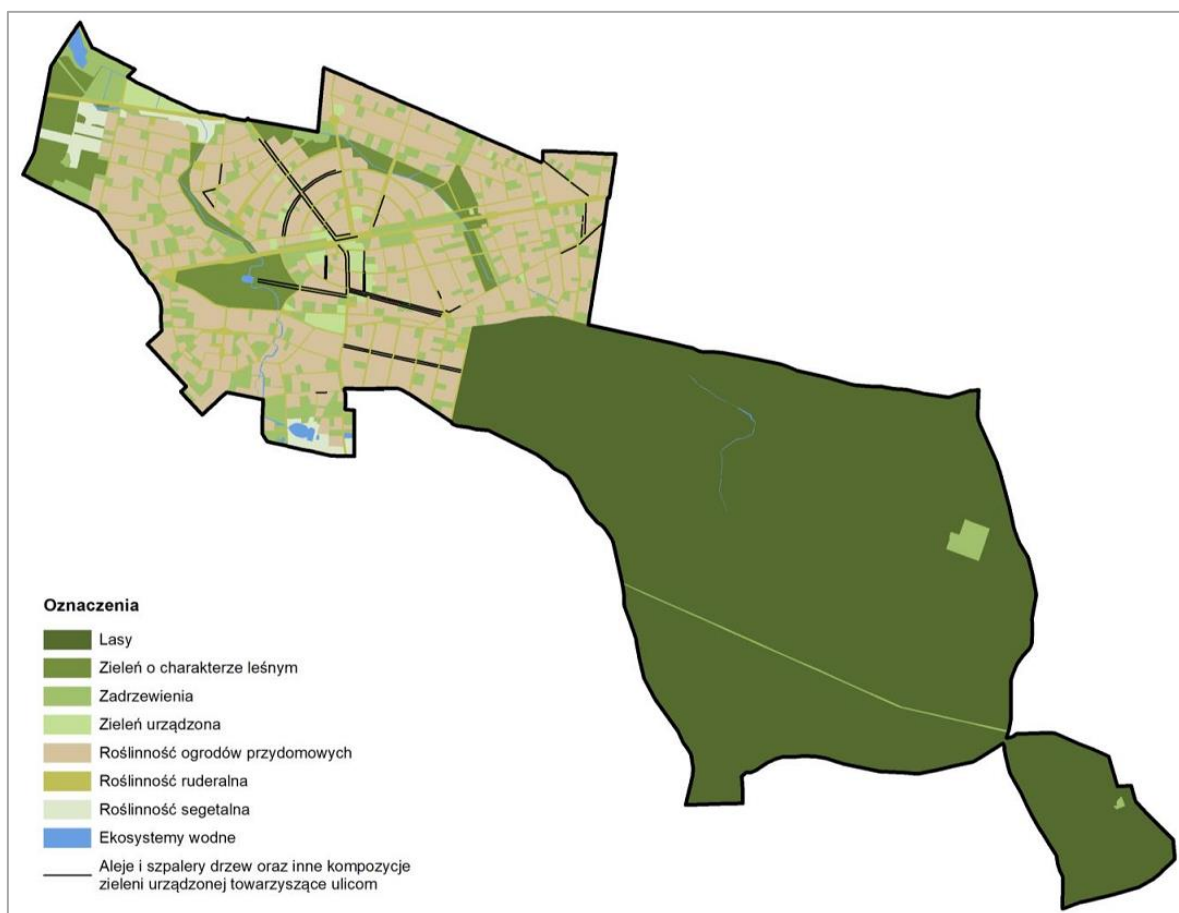 Oznaczenia
Lasy
Zieleń o charakterze leśnym
Zadrzewienia
Zieleń urządzona
Roślinność ogrodów przydomowych
Roślinność ruderalna
Roślinność segetalna
Ekosystemy wodne
Aleje i szpalery drzew oraz inne kompozycje
zieleni urządzonej towarzyszące ulicom